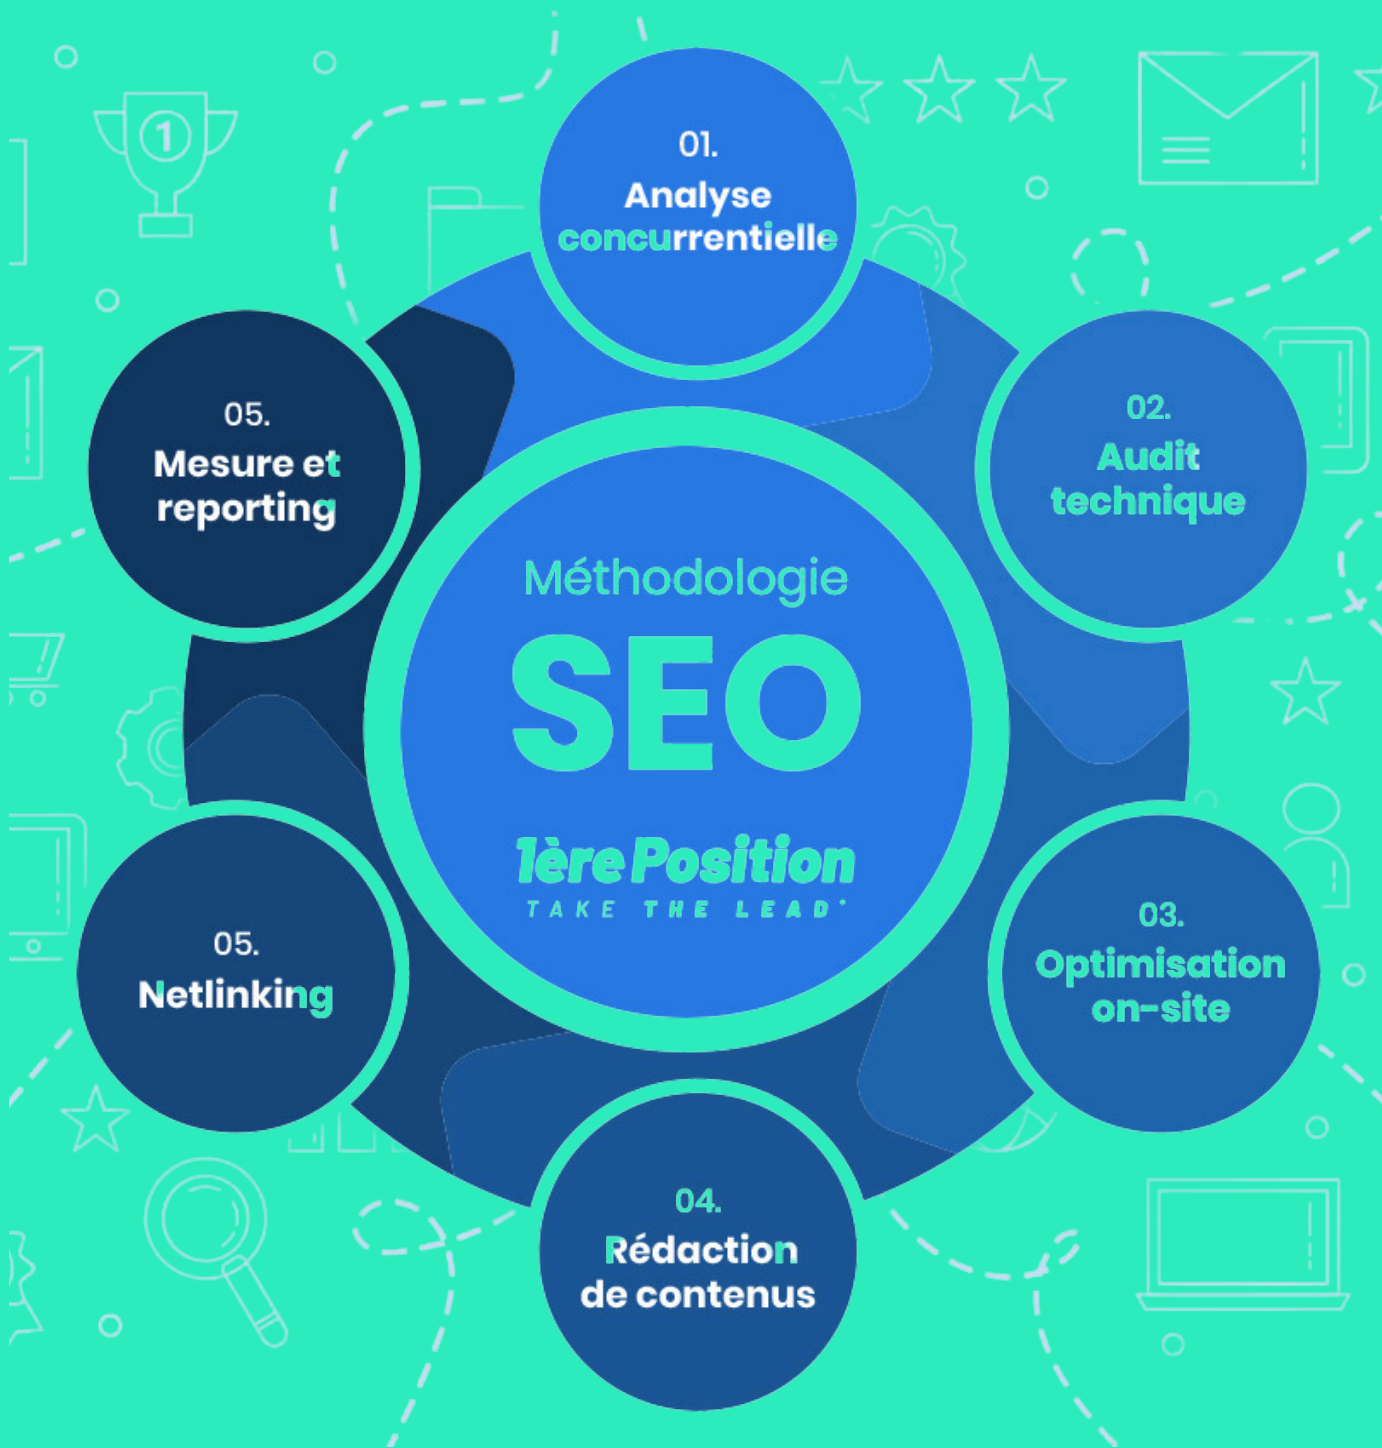 01.
Analyse
concurrentielle
02.
Audit
technique
03.
Optimisation
on-site
04.
Rédaction
de contenus
05.
Netlinking
05.
Mesure et
reporting
Méthodologie
SEO
1ère Position
TAKE THE LEAD®
1